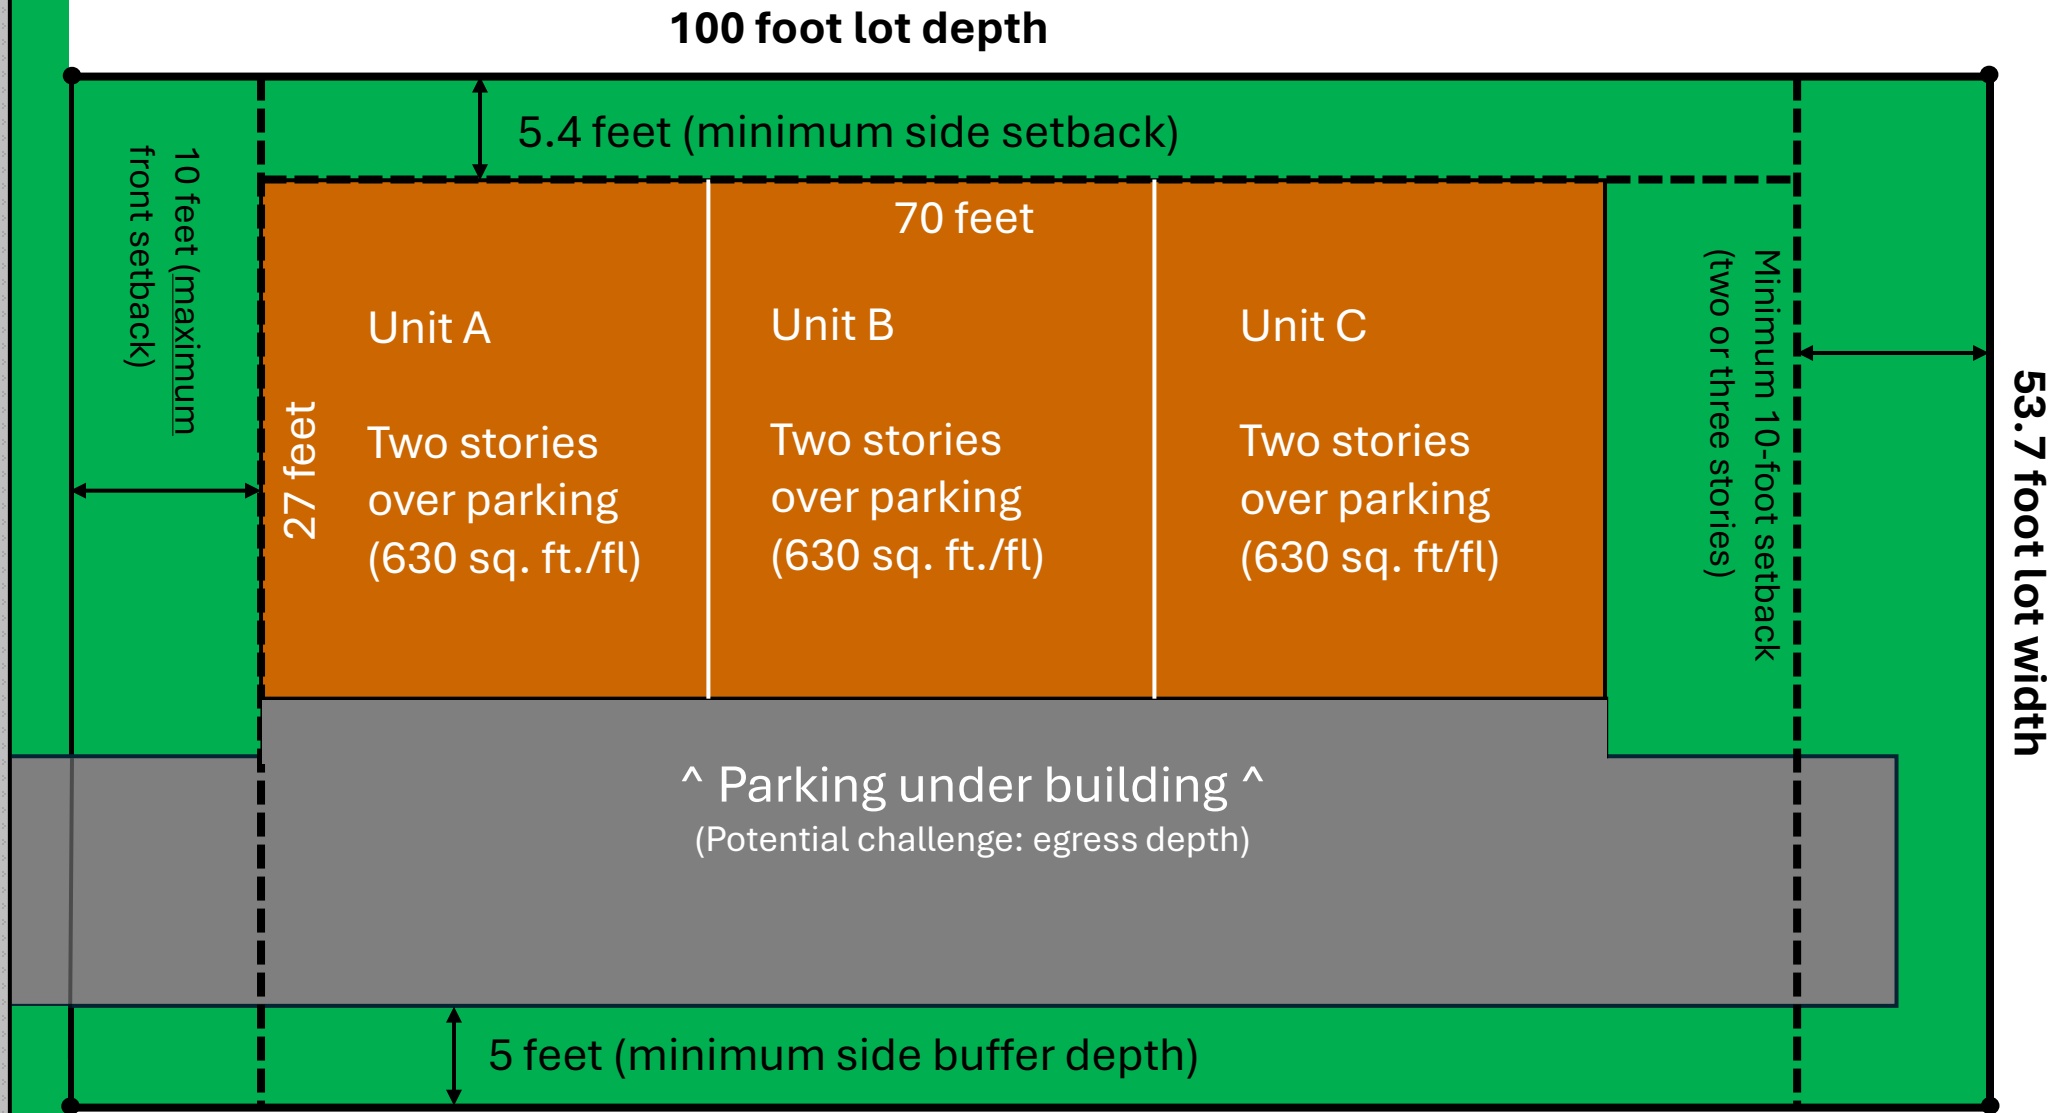 100 foot lot depth
5.4 feet (minimum side setback)
10 feet (maximum
front setback)
70 feet
27 feet
Unit A
Two stories
over parking
(630 sq. ft./fl)
Unit B
Two stories
over parking
(630 sq. ft./fl)
Unit C
Two stories
over parking
(630 sq. ft/fl)
Minimum 10-foot setback
(two or three stories)
53.7 foot lot width
^ Parking under building ^
(Potential challenge: egress depth)
5 feet (minimum side buffer depth)